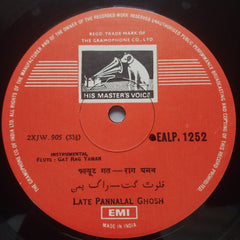 REGD. TRADE MARK OF
THE GRAMOPHONE CO., LTD.
HIS MASTER'S VOICE
2XJW. 505 (33⅓)
EALP. 1252
INSTRUMENTAL
FLUTE : GAT RAG YAMAN
फ्लूट गत—राग यमन
فلوٹ گت - راگ یمن
LATE PANNALAL GHOSH
EMI
MADE IN INDIA